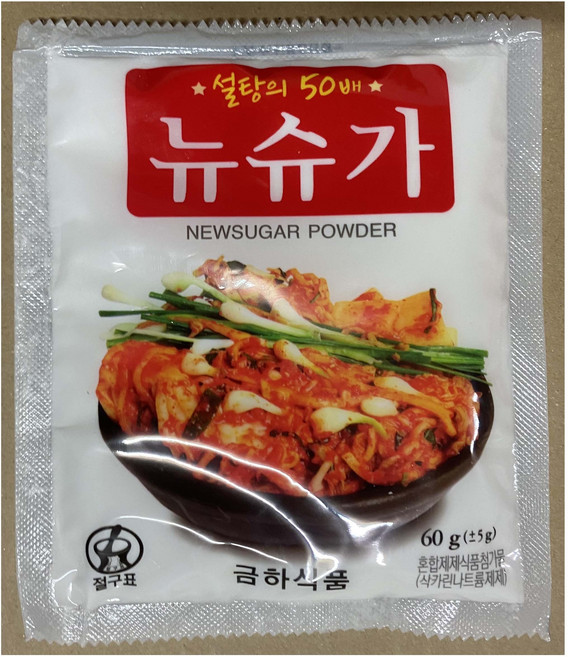 ★ 설탕의 50배 ★
뉴슈가
NEWSUGAR POWDER
60 g (±5g)
혼합제제식품첨가물
(삭카린나트륨제제)
절구표
금하식품